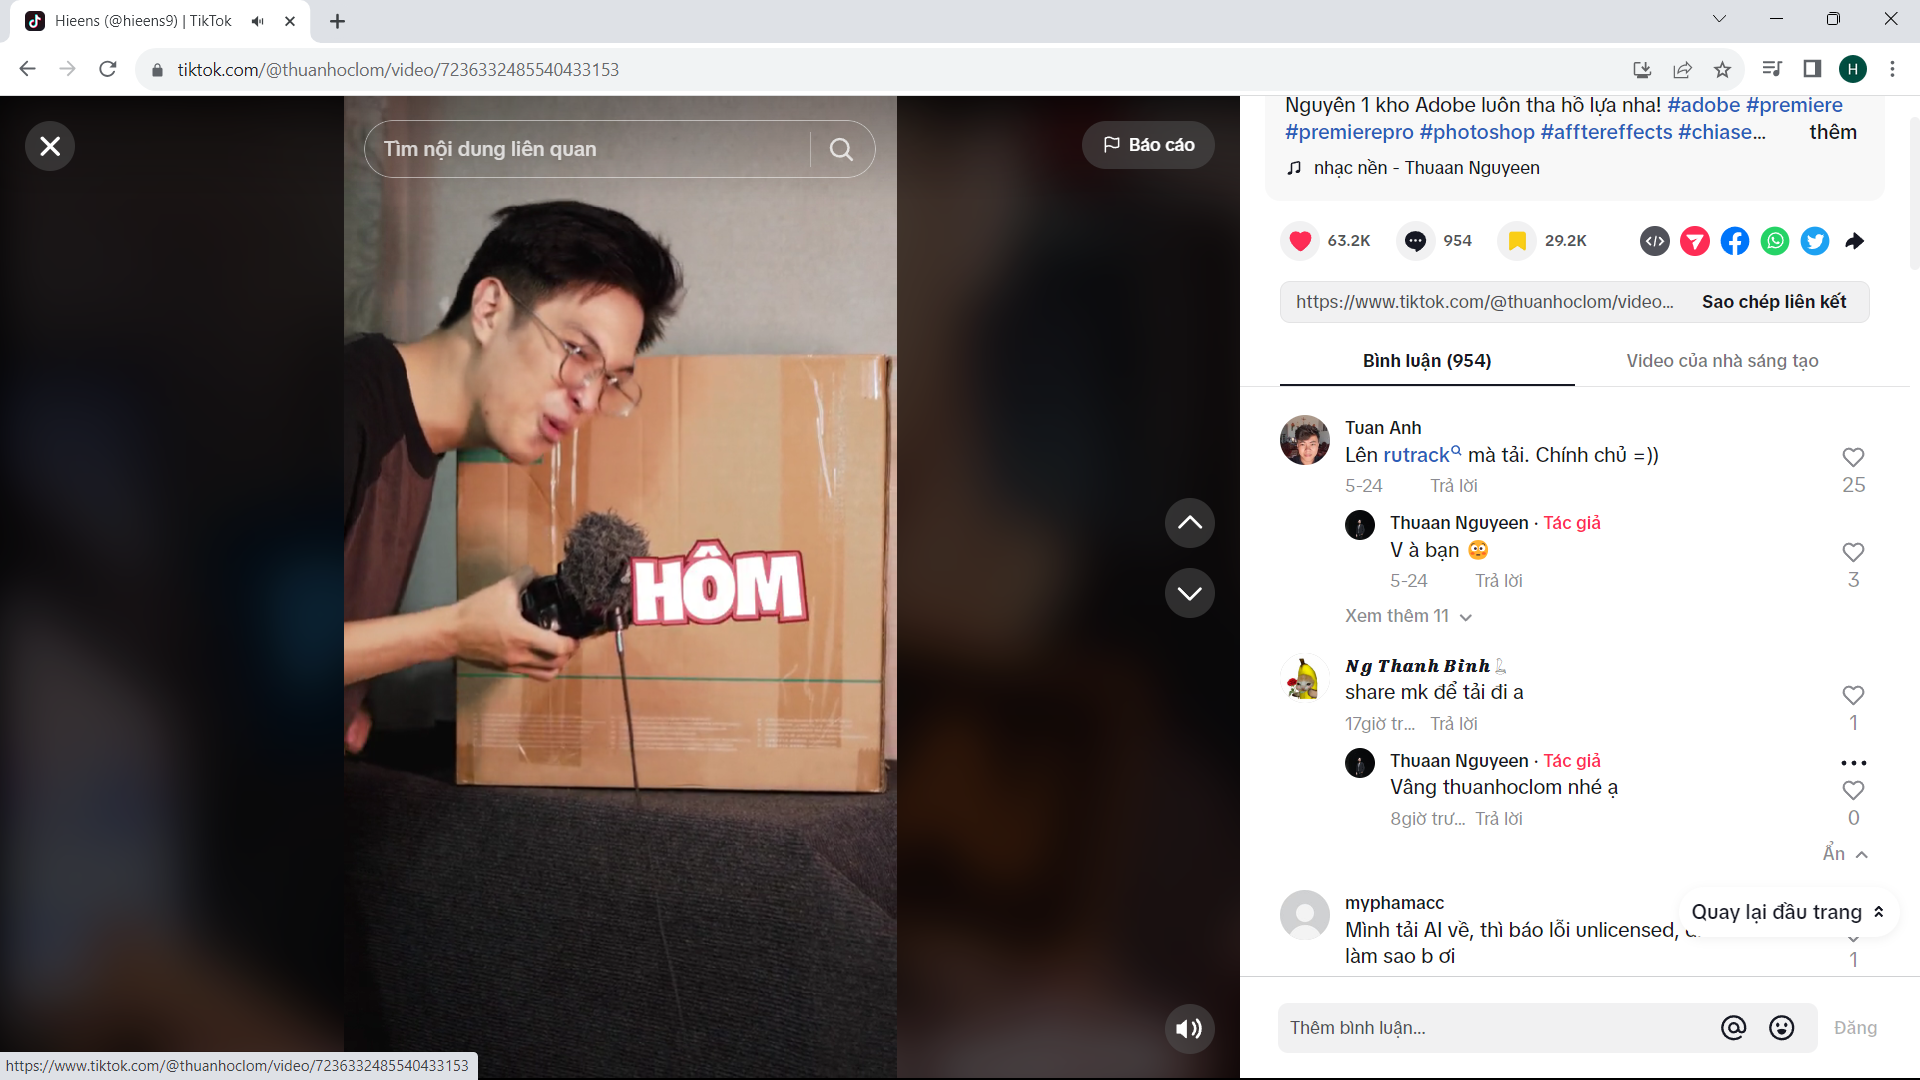 Hieens (@hieens9) | TikTok
tiktok.com/@thuanhoclom/video/7236332485540433153
H
Tìm nội dung liên quan
Báo cáo
HÔM
https://www.tiktok.com/@thuanhoclom/video/7236332485540433153
Nguyên 1 kho Adobe luôn tha hồ lựa nha! #adobe #premiere
#premierepro #photoshop #afftereffects #chiase... thêm
nhạc nền - Thuaan Nguyeen
63.2K 954 29.2K
https://www.tiktok.com/@thuanhoclom/video... Sao chép liên kết
Bình luận (954) Video của nhà sáng tạo
Tuan Anh
Lên rutrack mà tải. Chính chủ =))
5-24 Trả lời 25
Thuaan Nguyeen · Tác giả
V à bạn 😳
5-24 Trả lời 3
Xem thêm 11
Ng Thanh Bình
share mk để tải đi a
17giờ tr... Trả lời 1
Thuaan Nguyeen · Tác giả
Vâng thuanhoclom nhé ạ
8giờ trư... Trả lời 0
Ẩn
myphamacc
Mình tải AI về, thì báo lỗi unlicensed,
làm sao b ơi 1
Quay lại đầu trang
Thêm bình luận... Đăng